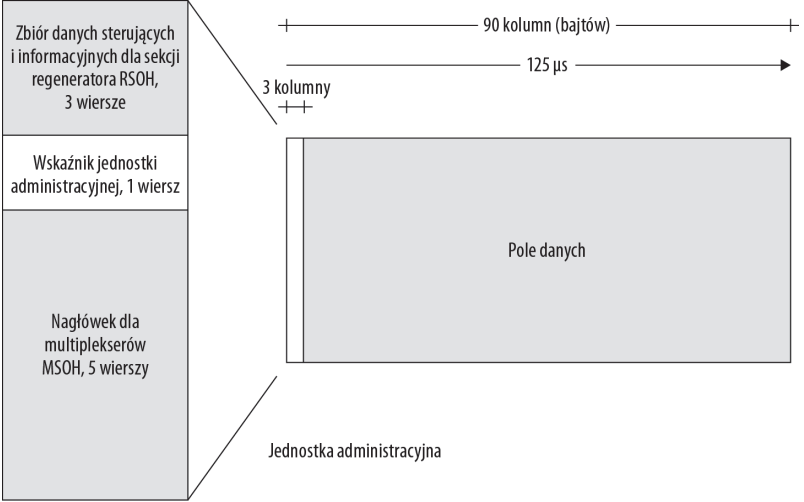 Zbiór danych sterujących
i informacyjnych dla sekcji
regeneratora RSOH,
3 wiersze
Wskaźnik jednostki
administracyjnej, 1 wiersz
Nagłówek dla
multiplekserów
MSOH, 5 wierszy
90 kolumn (bajtów)
125 µs
3 kolumny
Pole danych
Jednostka administracyjna